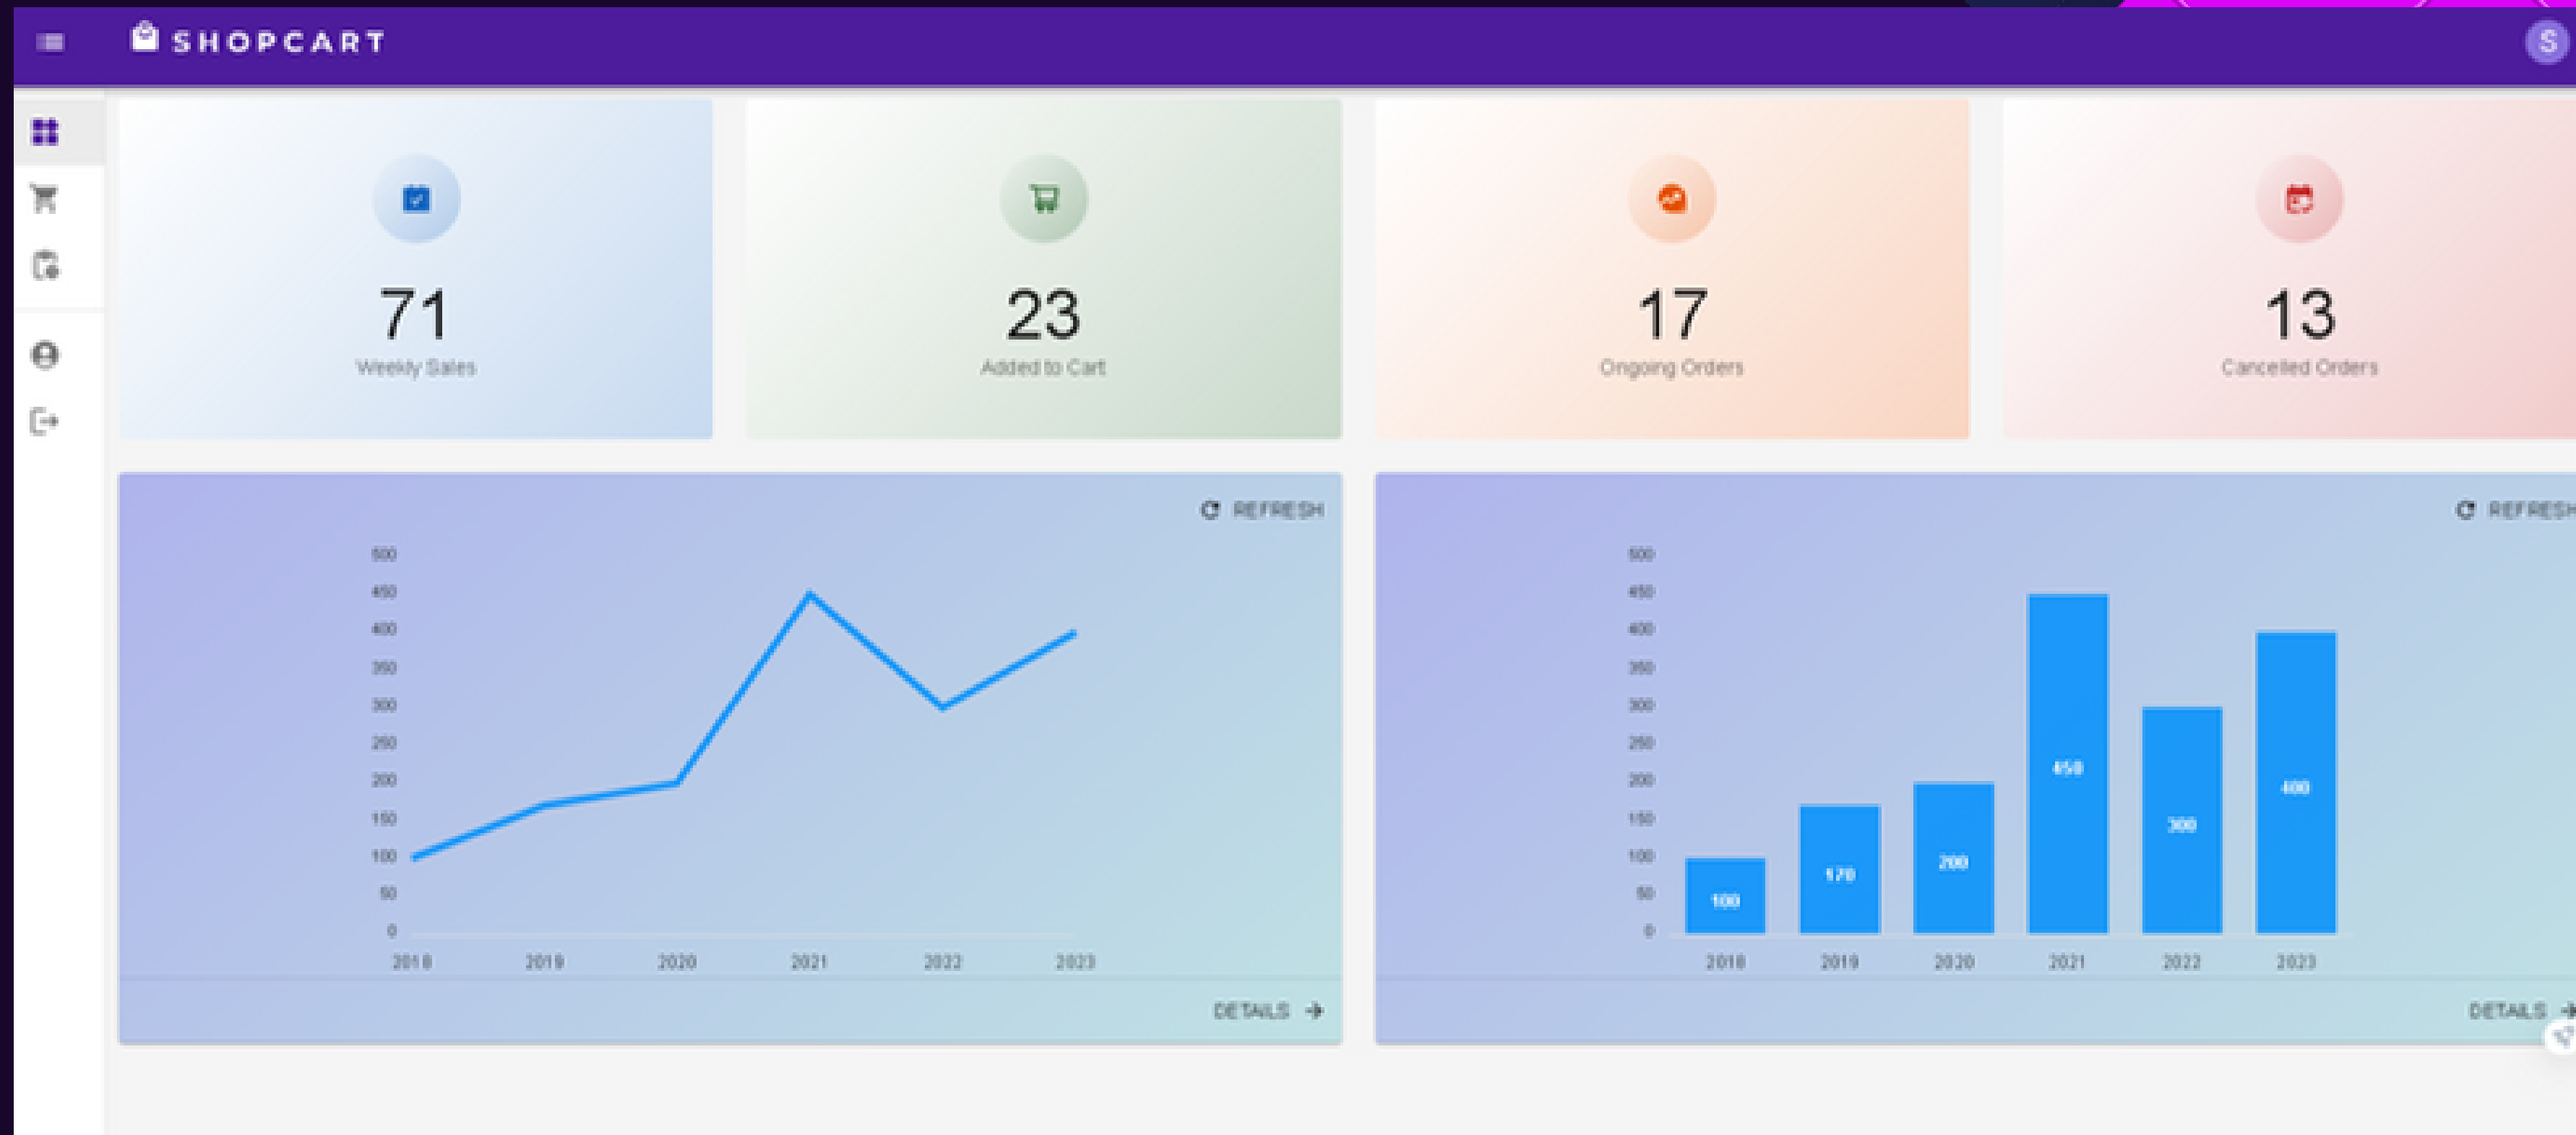 SHOPCART
S
71
Weekly Sales
23
Added to Cart
17
Ongoing Orders
13
Cancelled Orders
REFRESH
500
450
400
350
300
250
200
150
100
50
0
2018 2019 2020 2021 2022 2023
DETAILS
REFRESH
500
450
400
350
300
250
200
150
100
50
0
100 170 200 450 300 400
2018 2019 2020 2021 2022 2023
DETAILS